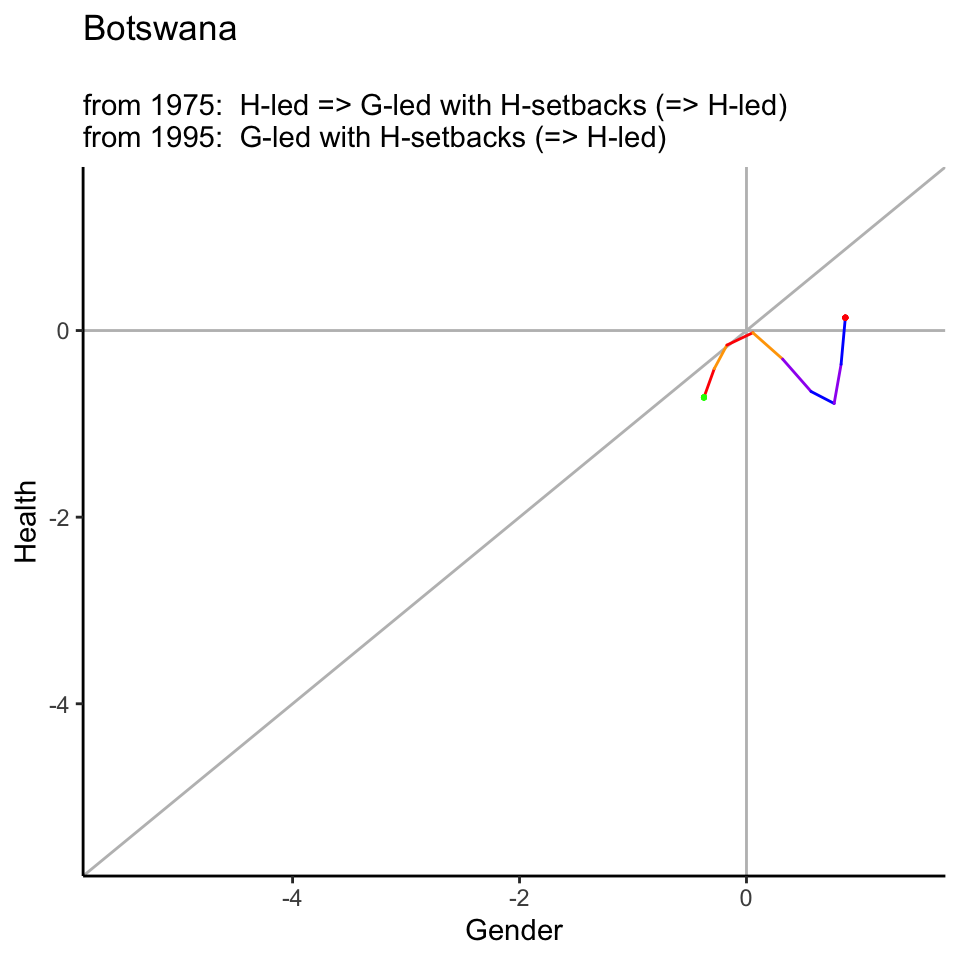 Botswana
from 1975:  H-led => G-led with H-setbacks (=> H-led)
from 1995:  G-led with H-setbacks (=> H-led)
0
-2
-4
Health
-4
-2
0
Gender